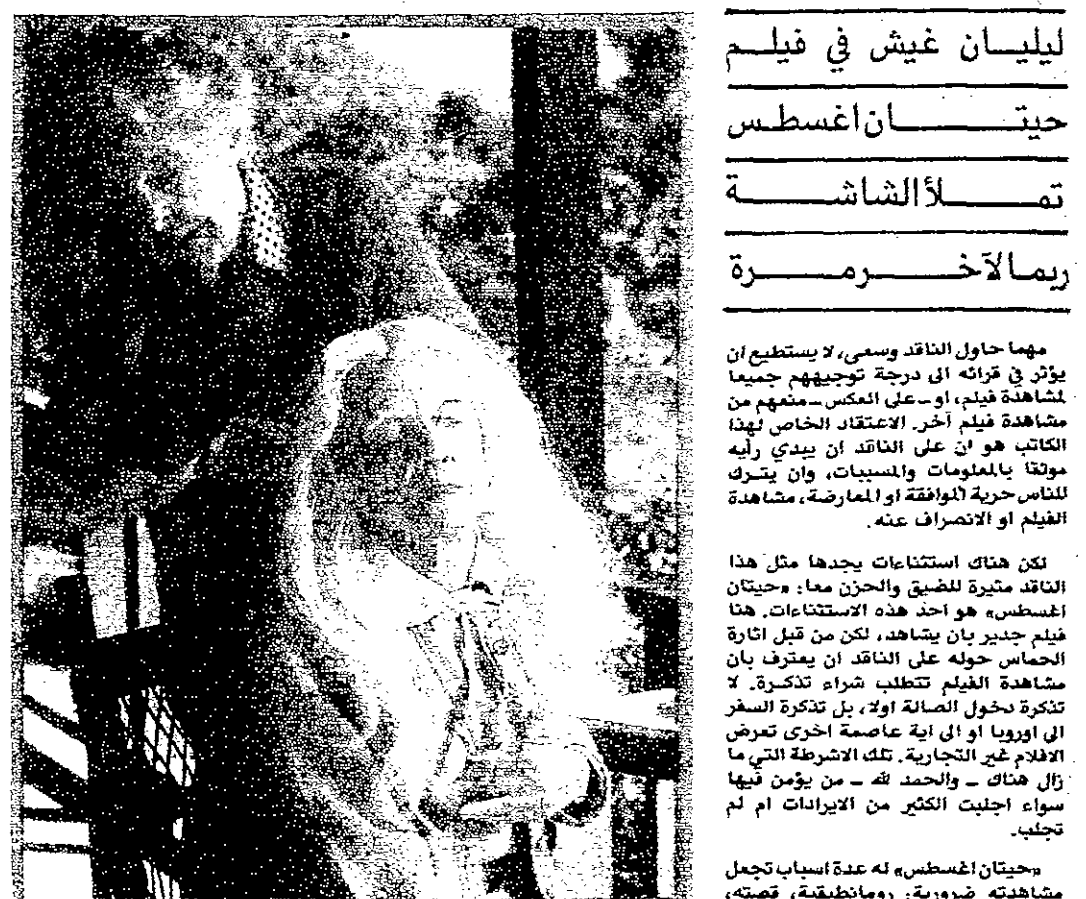 ليليان غيش في فيلم
حيتان اغسطس
تملأ الشاشة
ربما لآخر مرة
مهما حاول الناقد وسعى، لا يستطيع ان
يؤثر في قرائه الى درجة توجيههم جميعا
لمشاهدة فيلم، او ـ على العكس ـ منعهم من
مشاهدة فيلم آخر. الاعتقاد الخاص لهذا
الكاتب هو ان على الناقد ان يبدي رأيه
موثقا بالمعلومات والمسببات، وان يترك
للناس حرية الموافقة او المعارضة، مشاهدة
الفيلم او الانصراف عنه.
لكن هناك استثناءات يجدها مثل هذا
الناقد مثيرة للضيق والحزن معا: «حيتان
اغسطس» هو احد هذه الاستثناءات. هنا
فيلم جدير بان يشاهد، لكن من قبل اثارة
الحماس حوله على الناقد ان يعترف بأن
مشاهدة الفيلم تتطلب شراء تذكرة. لا
تذكرة دخول الصالة اولا، بل تذكرة السفر
الى اوروبا او الى اية عاصمة اخرى تعرض
الافلام غير التجارية. تلك الاشرطة التي ما
زال هناك ـ والحمد لله ـ من يؤمن فيها
سواء اجلبت الكثير من الايرادات ام لم
تجلب.
«حيتان اغسطس» له عدة اسباب تجعل
مشاهدته ضرورية: رومانطيقية، قصته،